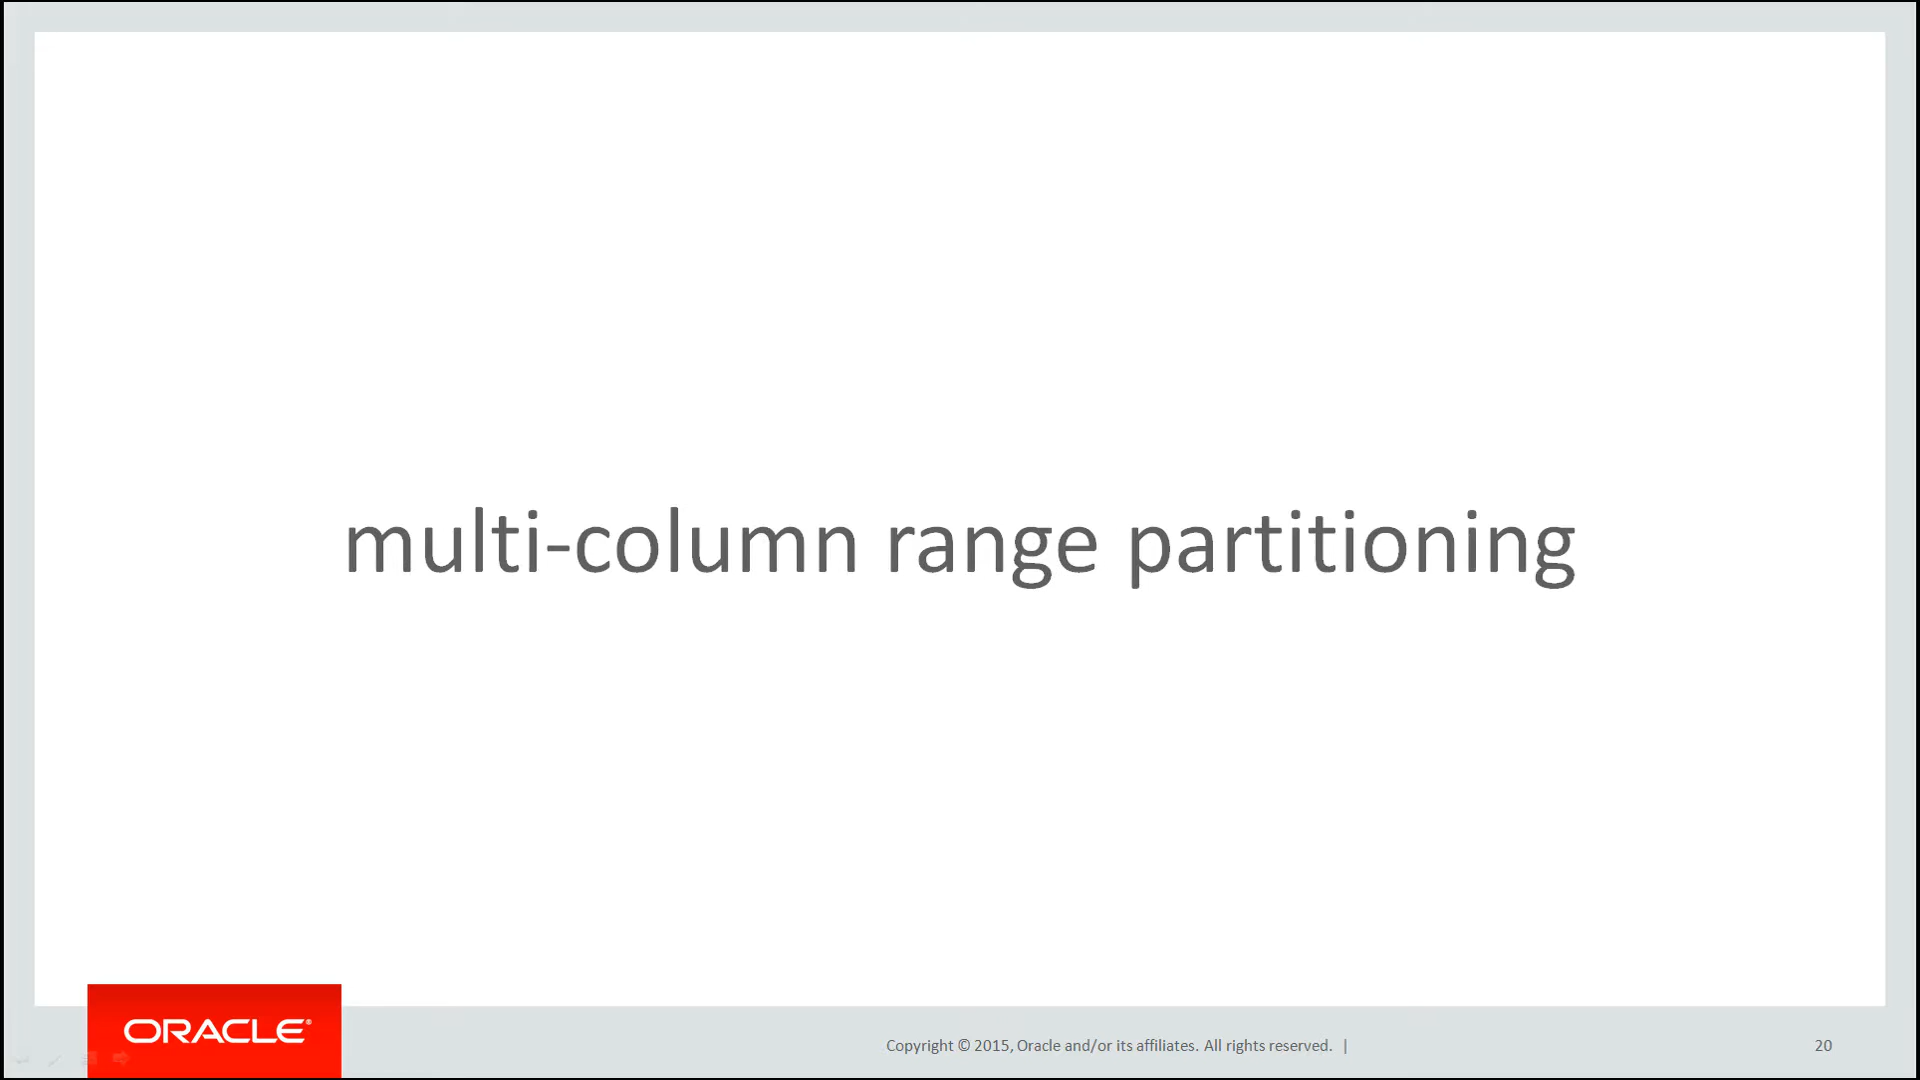 multi-column range partitioning
ORACLE®
Copyright © 2015, Oracle and/or its affiliates. All rights reserved. |
20